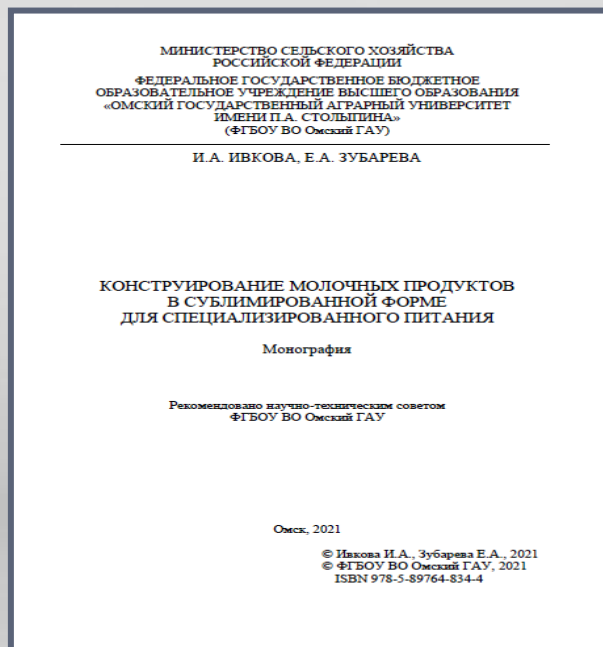 МИНИСТЕРСТВО СЕЛЬСКОГО ХОЗЯЙСТВА
РОССИЙСКОЙ ФЕДЕРАЦИИ
ФЕДЕРАЛЬНОЕ ГОСУДАРСТВЕННОЕ БЮДЖЕТНОЕ
ОБРАЗОВАТЕЛЬНОЕ УЧРЕЖДЕНИЕ ВЫСШЕГО ОБРАЗОВАНИЯ
«ОМСКИЙ ГОСУДАРСТВЕННЫЙ АГРАРНЫЙ УНИВЕРСИТЕТ
ИМЕНИ П.А. СТОЛЫПИНА»
(ФГБОУ ВО Омский ГАУ)
И.А. ИВКОВА, Е.А. ЗУБАРЕВА
КОНСТРУИРОВАНИЕ МОЛОЧНЫХ ПРОДУКТОВ
В СУБЛИМИРОВАННОЙ ФОРМЕ
ДЛЯ СПЕЦИАЛИЗИРОВАННОГО ПИТАНИЯ
Монография
Рекомендовано научно-техническим советом
ФГБОУ ВО Омский ГАУ
Омск, 2021
© Ивкова И.А., Зубарева Е.А., 2021
© ФГБОУ ВО Омский ГАУ, 2021
ISBN 978-5-89764-834-4